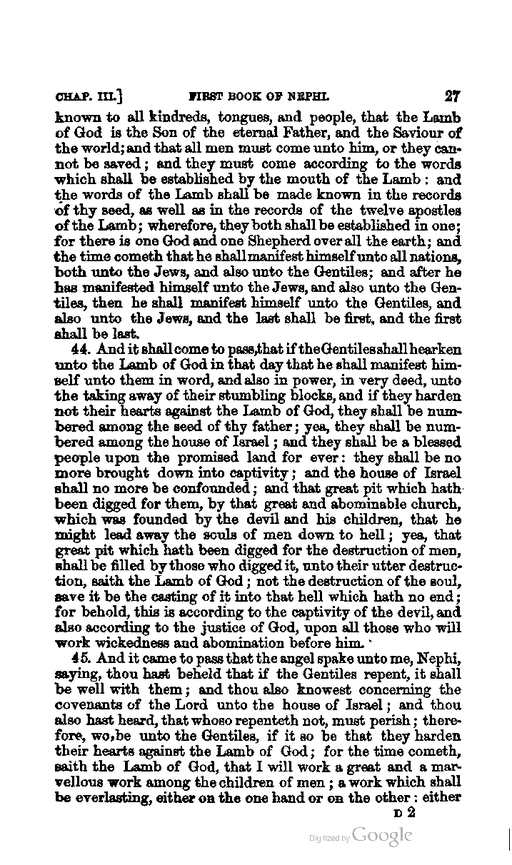 CHAP. III.] FIRST BOOK OF NEPHI. 27
known to all kindreds, tongues, and people, that the Lamb
of God is the Son of the eternal Father, and the Saviour of
the world; and that all men must come unto him, or they can-
not be saved; and they must come according to the words
which shall be established by the mouth of the Lamb: and
the words of the Lamb shall be made known in the records
of thy seed, as well as in the records of the twelve apostles
of the Lamb; wherefore, they both shall be established in one;
for there is one God and one Shepherd over all the earth; and
the time cometh that he shall manifest himself unto all nations,
both unto the Jews, and also unto the Gentiles; and after he
has manifested himself unto the Jews, and also unto the Gen-
tiles, then he shall manifest himself unto the Gentiles, and
also unto the Jews, and the last shall be first, and the first
shall be last.
44. And it shall come to pass, that if the Gentiles shall hearken
unto the Lamb of God in that day that he shall manifest him-
self unto them in word, and also in power, in very deed, unto
the taking away of their stumbling blocks, and if they harden
not their hearts against the Lamb of God, they shall be num-
bered among the seed of thy father; yea, they shall be num-
bered among the house of Israel; and they shall be a blessed
people upon the promised land for ever: they shall be no
more brought down into captivity; and the house of Israel
shall no more be confounded; and that great pit which hath
been digged for them, by that great and abominable church,
which was founded by the devil and his children, that he
might lead away the souls of men down to hell; yea, that
great pit which hath been digged for the destruction of men,
shall be filled by those who digged it, unto their utter destruc-
tion, saith the Lamb of God; not the destruction of the soul,
save it be the casting of it into that hell which hath no end;
for behold, this is according to the captivity of the devil, and
also according to the justice of God, upon all those who will
work wickedness and abomination before him.
45. And it came to pass that the angel spake unto me, Nephi,
saying, thou hast beheld that if the Gentiles repent, it shall
be well with them; and thou also knowest concerning the
covenants of the Lord unto the house of Israel; and thou
also hast heard, that whoso repenteth not, must perish; there-
fore, wo, be unto the Gentiles, if it so be that they harden
their hearts against the Lamb of God; for the time cometh,
saith the Lamb of God, that I will work a great and a mar-
vellous work among the children of men; a work which shall
be everlasting, either on the one hand or on the other: either
D 2
Digitized by Google